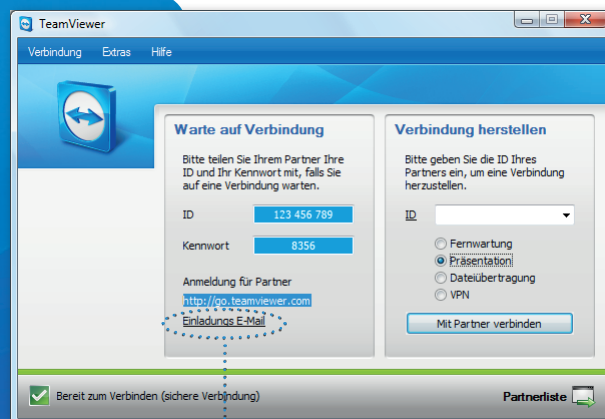 TeamViewer
Verbindung Extras Hilfe
Warte auf Verbindung
Bitte teilen Sie Ihrem Partner Ihre
ID und Ihr Kennwort mit, falls Sie
auf eine Verbindung warten.
ID 123 456 789
Kennwort 8356
Anmeldung für Partner
http://go.teamviewer.com
Einladungs E-Mail
Verbindung herstellen
Bitte geben Sie die ID Ihres
Partners ein, um eine Verbindung
herzustellen.
ID
Fernwartung
Präsentation
Dateiübertragung
VPN
Mit Partner verbinden
Bereit zum Verbinden (sichere Verbindung)
Partnerliste